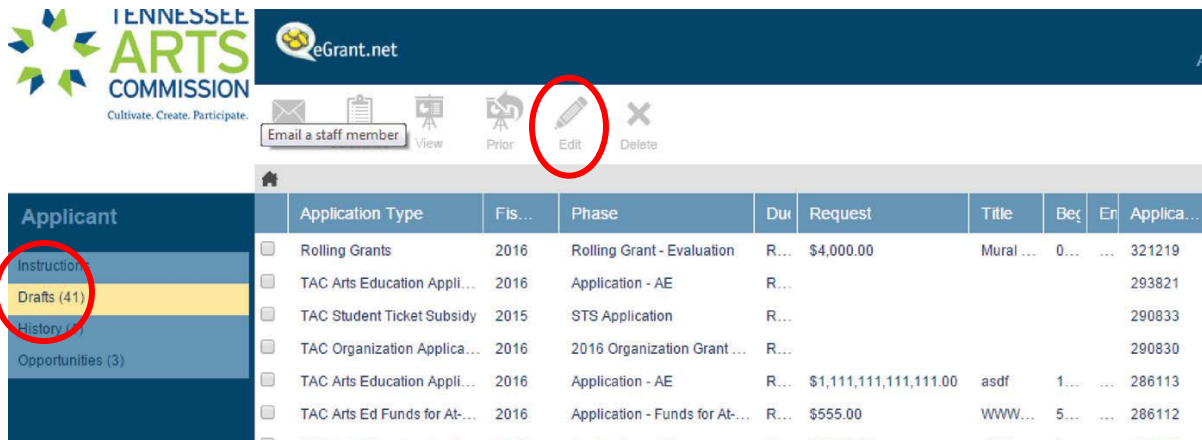 TENNESSEE
ARTS
COMMISSION
Cultivate. Create. Participate.
eGrant.net
Email a staff member
View
Prior
Edit
Delete
Applicant
Instructions
Drafts (41)
History
Opportunities (3)
Application Type Fis... Phase Due Request Title Beg En Applica...
Rolling Grants 2016 Rolling Grant - Evaluation R... $4,000.00 Mural ... 0... ... 321219
TAC Arts Education Appli... 2016 Application - AE R... 293821
TAC Student Ticket Subsidy 2015 STS Application R... 290833
TAC Organization Applica... 2016 2016 Organization Grant ... R... 290830
TAC Arts Education Appli... 2016 Application - AE R... $1,111,111,111,111.00 asdf 1... ... 286113
TAC Arts Ed Funds for At-... 2016 Application - Funds for At-... R... $555.00 WWW... 5... ... 286112